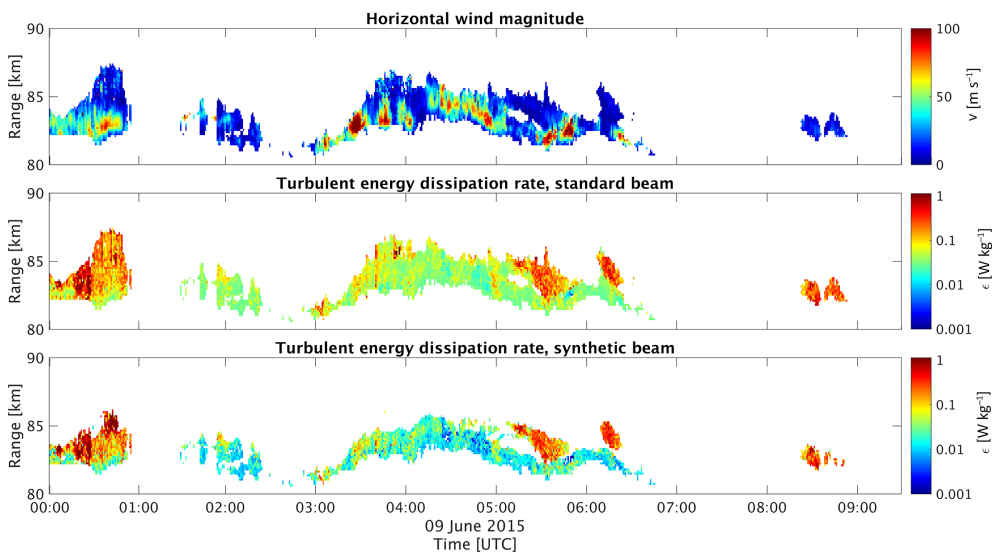 Horizontal wind magnitude
90
85
80
Range [km]
100
50
0
v [m s⁻¹]
Turbulent energy dissipation rate, standard beam
90
85
80
Range [km]
1
0.1
0.01
0.001
ϵ [W kg⁻¹]
Turbulent energy dissipation rate, synthetic beam
90
85
80
Range [km]
1
0.1
0.01
0.001
ϵ [W kg⁻¹]
00:00 01:00 02:00 03:00 04:00 05:00 06:00 07:00 08:00 09:00
09 June 2015
Time [UTC]